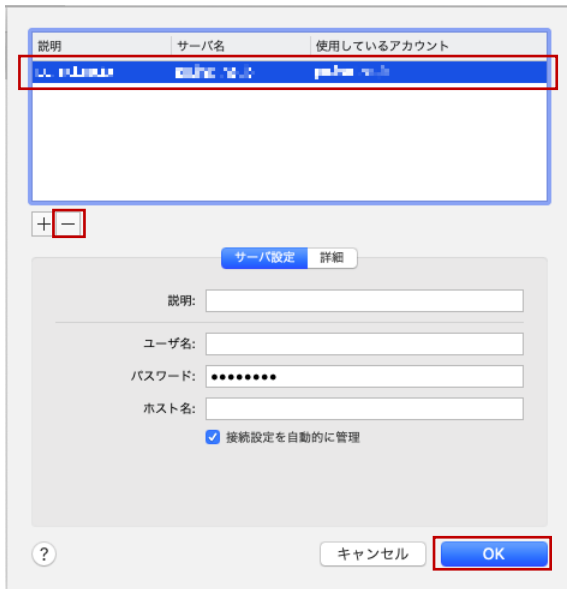 説明 サーバ名 使用しているアカウント
+ −
サーバ設定 詳細
説明:
ユーザ名:
パスワード: ●●●●●●●●
ホスト名:
接続設定を自動的に管理
? キャンセル OK